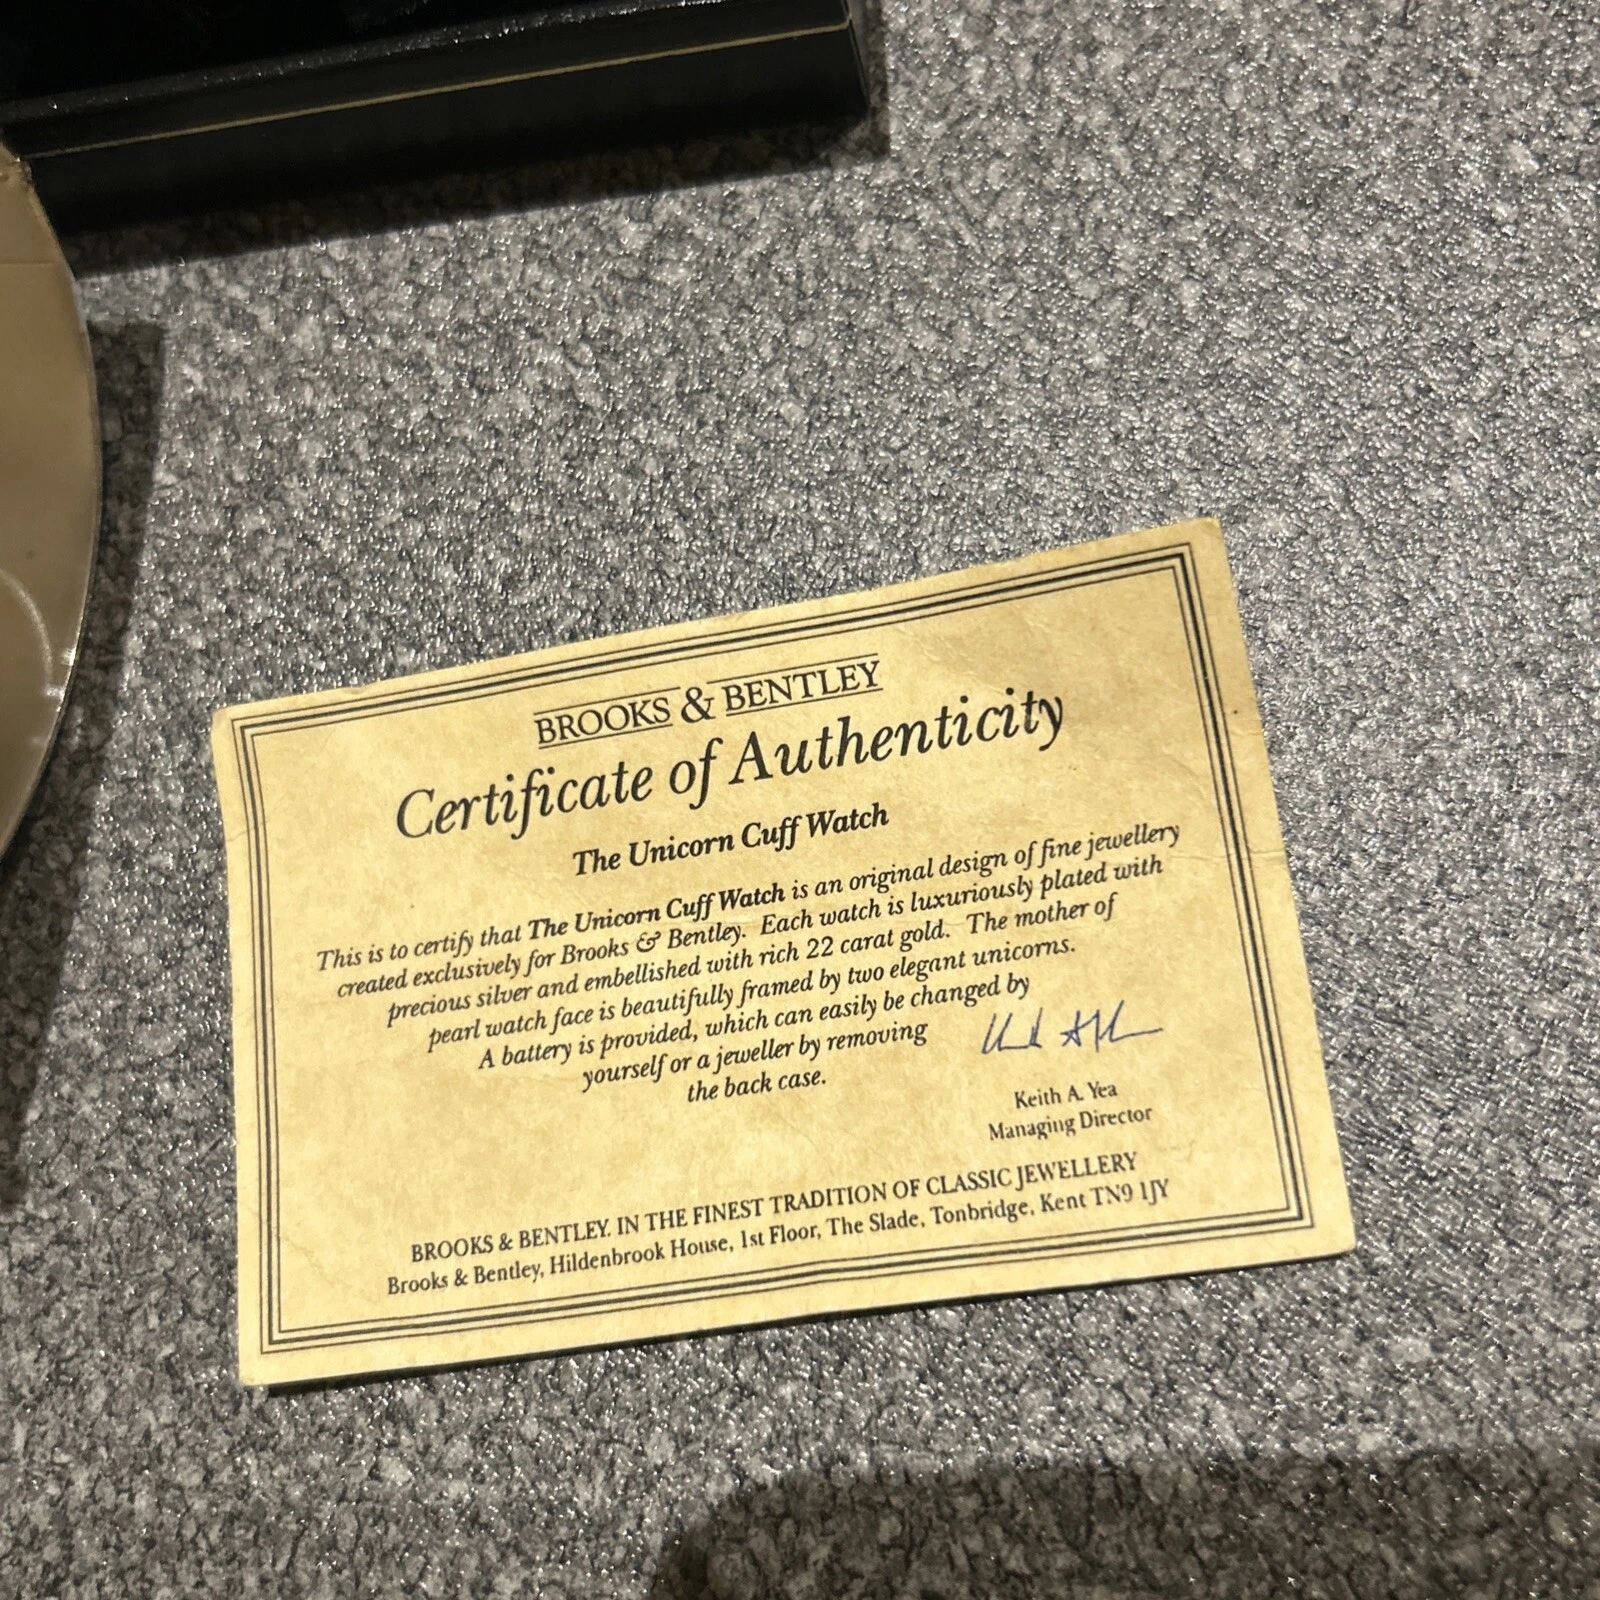 BROOKS & BENTLEY
Certificate of Authenticity
The Unicorn Cuff Watch
This is to certify that The Unicorn Cuff Watch is an original design of fine jewellery
created exclusively for Brooks & Bentley. Each watch is luxuriously plated with
precious silver and embellished with rich 22 carat gold. The mother of
pearl watch face is beautifully framed by two elegant unicorns.
A battery is provided, which can easily be changed by
yourself or a jeweller by removing
the back case.
Keith A. Yea
Managing Director
BROOKS & BENTLEY. IN THE FINEST TRADITION OF CLASSIC JEWELLERY
Brooks & Bentley, Hildenbrook House, 1st Floor, The Slade, Tonbridge, Kent TN9 1JY